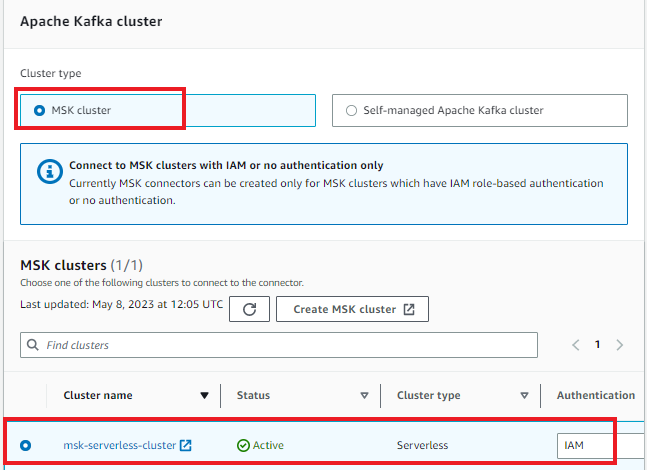 Apache Kafka cluster
Cluster type
MSK cluster
Self-managed Apache Kafka cluster
Connect to MSK clusters with IAM or no authentication only
Currently MSK connectors can be created only for MSK clusters which have IAM role-based authentication
or no authentication.
MSK clusters (1/1)
Choose one of the following clusters to connect to the connector.
Last updated: May 8, 2023 at 12:05 UTC
Create MSK cluster
Find clusters
1
Cluster name Status Cluster type Authentication
msk-serverless-cluster Active Serverless IAM